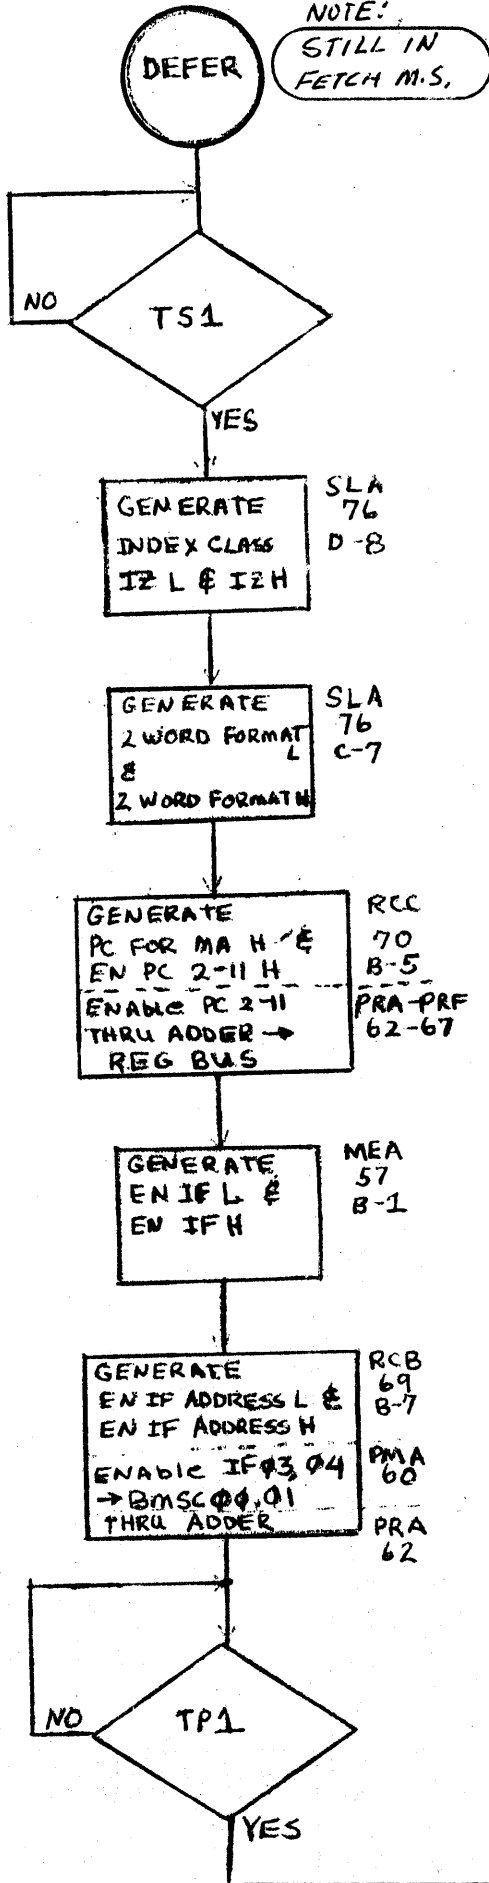 NOTE:
DEFER
STILL IN
FETCH M.S.
NO
TS1
YES
GENERATE
INDEX CLASS
IZ L & IZ H
SLA
76
D-8
GENERATE
2 WORD FORMAT
L
&
2 WORD FORMAT H
SLA
76
C-7
GENERATE
PC FOR MA H &
EN PC 2-11 H
RCC
70
B-5
ENABLE PC 2-11
THRU ADDER →
REG BUS
PRA-PRF
62-67
GENERATE
EN IF L &
EN IF H
MEA
57
B-1
GENERATE
EN IF ADDRESS L &
EN IF ADDRESS H
RCB
69
B-7
ENABLE IFØ3,Ø4
→ BMSCØØ,Ø1
THRU ADDER
PMA
60
PRA
62
NO
TP1
YES